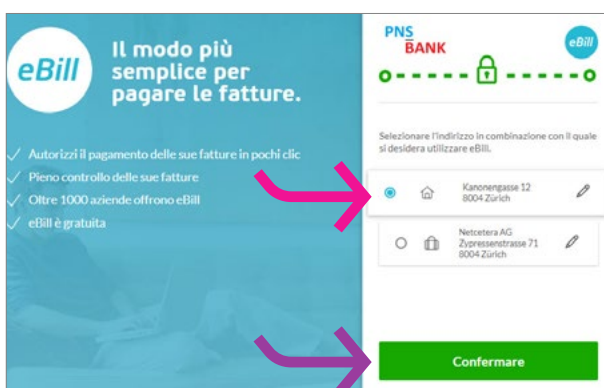 eBill
Il modo più
semplice per
pagare le fatture.
Autorizzi il pagamento delle sue fatture in pochi clic
Pieno controllo delle sue fatture
Oltre 1000 aziende offrono eBill
eBill è gratuita
PNS
BANK
eBill
Selezionare l'indirizzo in combinazione con il quale
si desidera utilizzare eBill.
Kanonengasse 12
8004 Zürich
Netcetera AG
Zypressenstrasse 71
8004 Zürich
Confermare